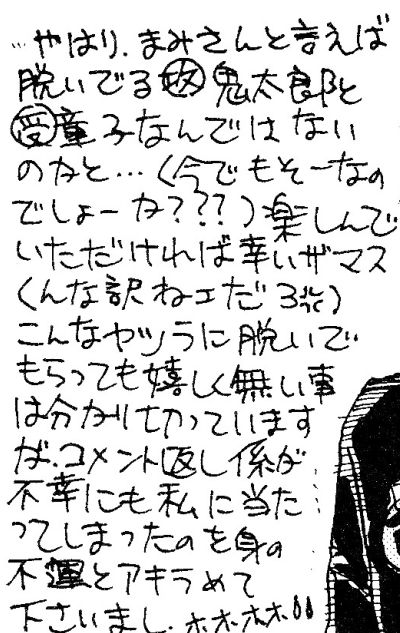 …やはり、まみさんと言えば
脱いでる㊛鬼太郎と
㊛童子なんではない
のかと…(今でもそーなの
でしょーか???)楽しんで
いただければ幸いザマス
(んな訳ねェだろ)
こんなヤツラに脱いで
もらっても嬉しく無い事
は分かり切っています
が、コメント返し係が
不幸にも私に当た
ってしまったのを身の
不運とアキラめて
下さいまし、ホホホホ!!